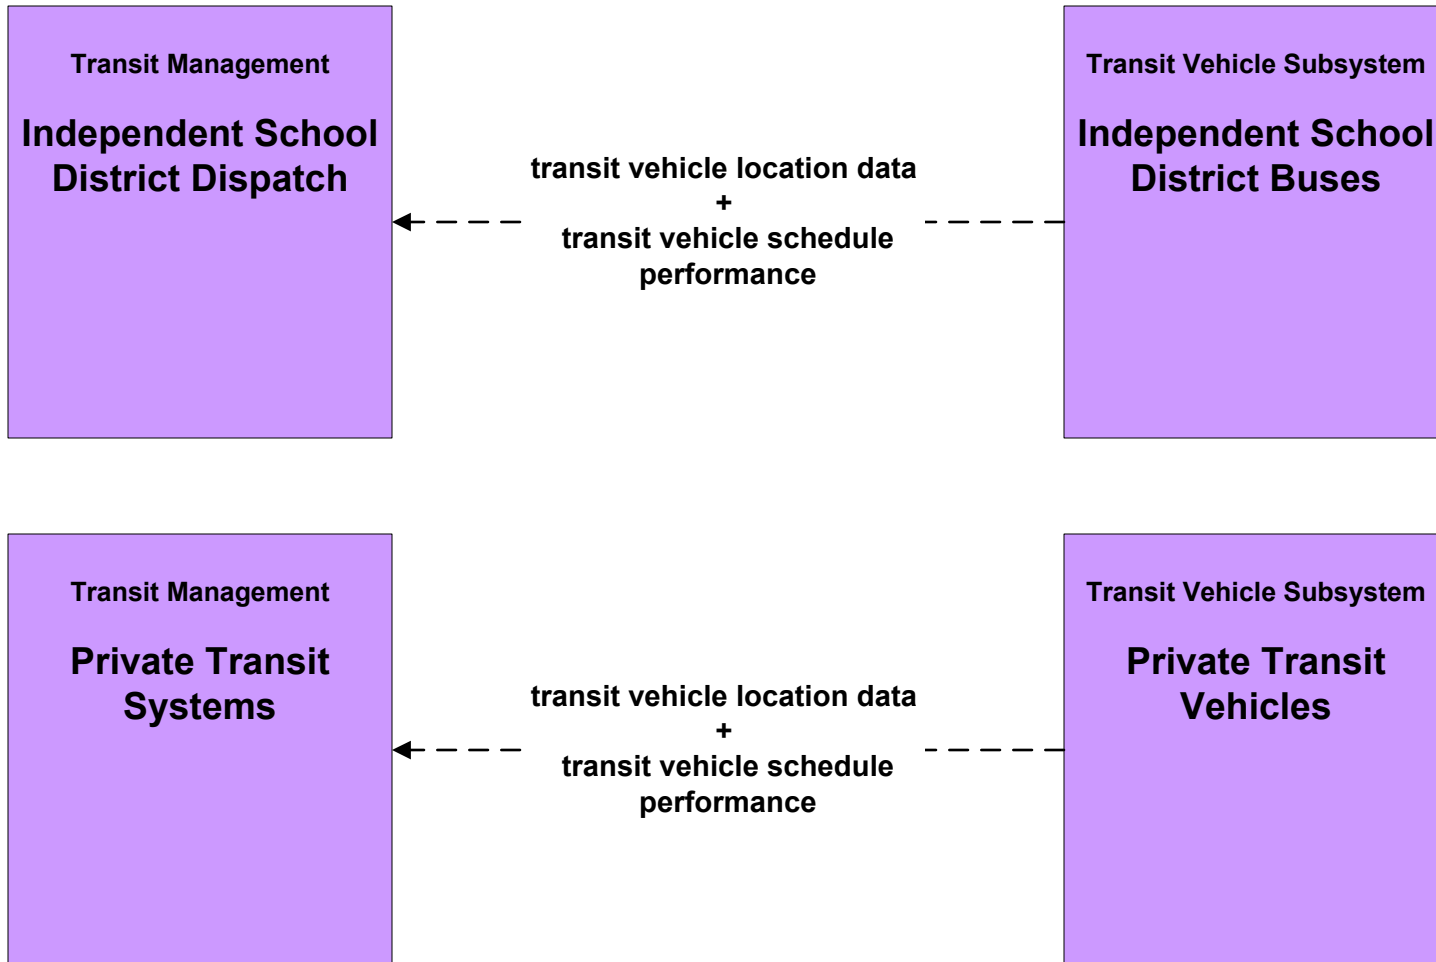 Transit Management
Independent School
District Dispatch
transit vehicle location data
+
transit vehicle schedule
performance
Transit Vehicle Subsystem
Independent School
District Buses
Transit Management
Private Transit
Systems
transit vehicle location data
+
transit vehicle schedule
performance
Transit Vehicle Subsystem
Private Transit
Vehicles